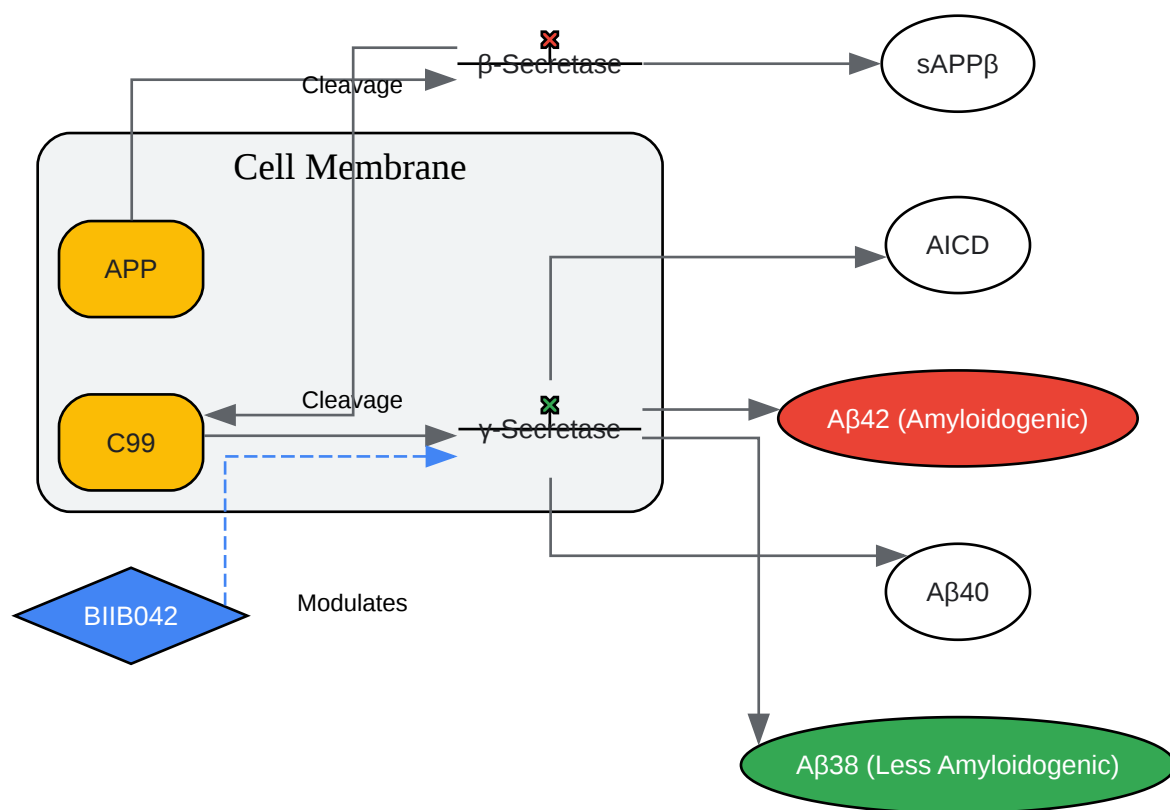 β-Secretase
sAPPβ
Cleavage
Cell Membrane
AICD
APP
Cleavage
Aβ42 (Amyloidogenic)
γ-Secretase
C99
Aβ40
Modulates
BIIB042
Aβ38 (Less Amyloidogenic)